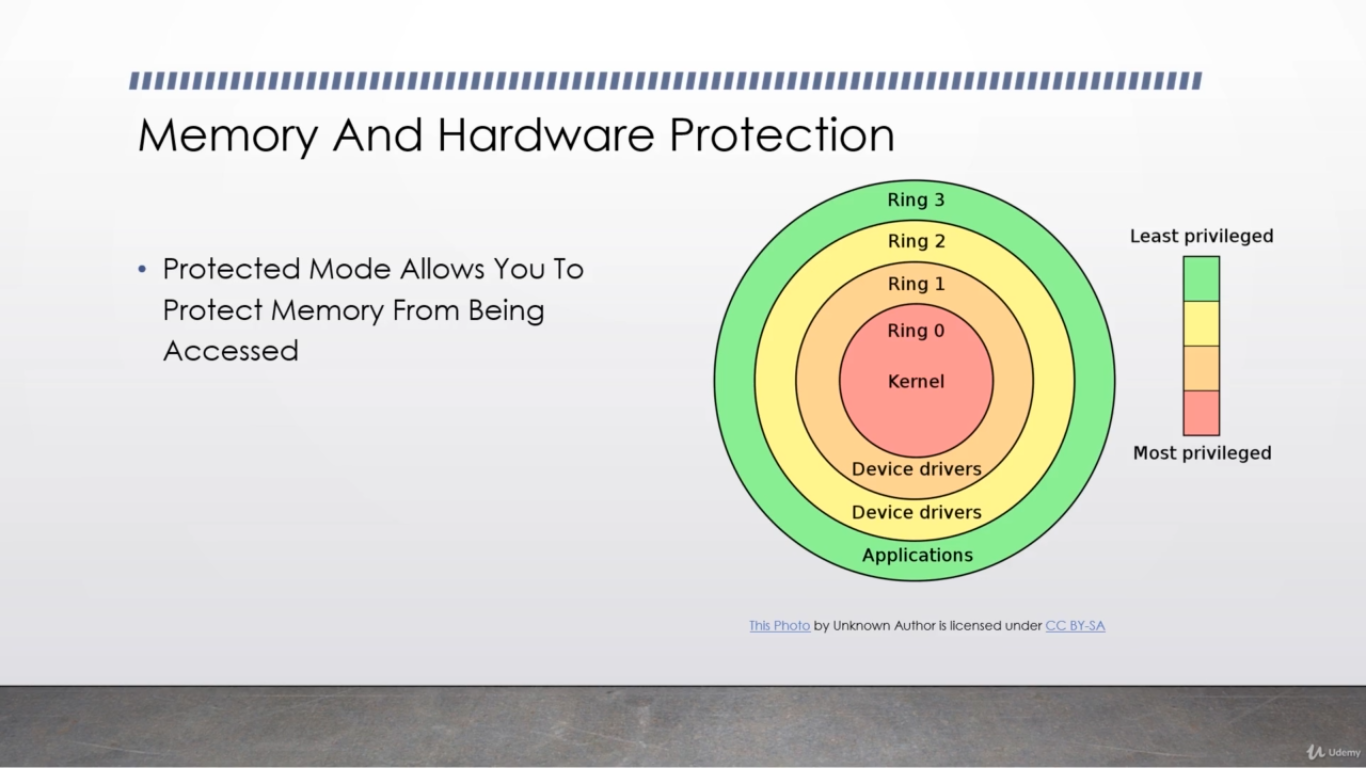 Memory And Hardware Protection
• Protected Mode Allows You To
Protect Memory From Being
Accessed
Ring 3
Ring 2
Ring 1
Ring 0
Kernel
Device drivers
Device drivers
Applications
Least privileged
Most privileged
This Photo by Unknown Author is licensed under CC BY-SA
Udemy